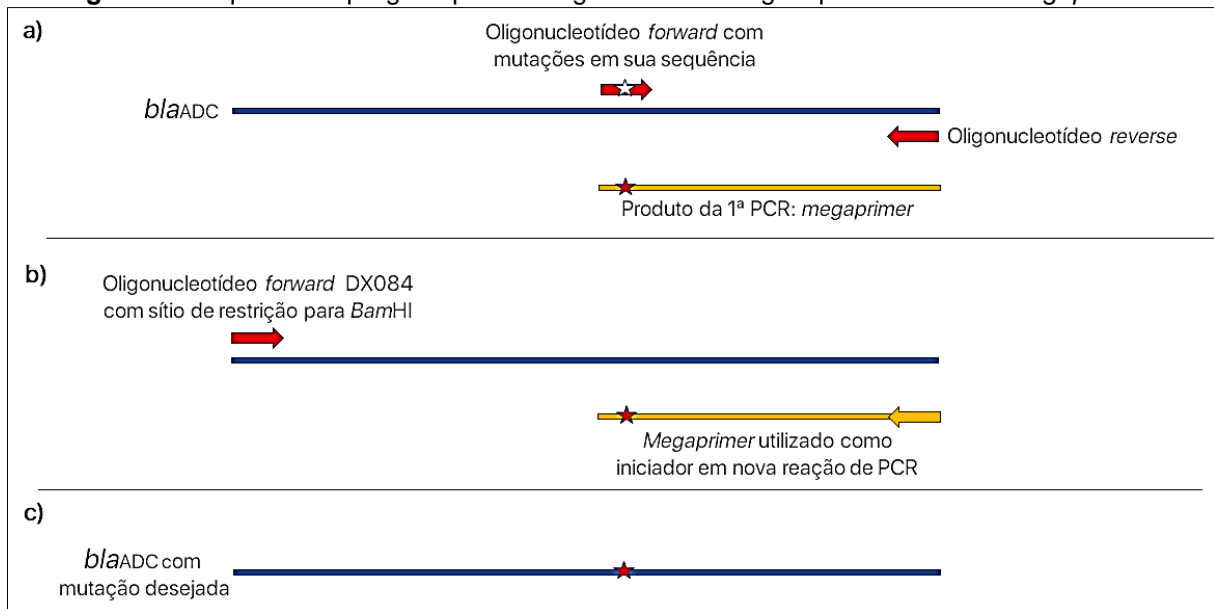 a)
Oligonucleotídeo forward com
mutações em sua sequência
blaADC
Oligonucleotídeo reverse
Produto da 1ª PCR: megaprimer
b)
Oligonucleotídeo forward DX084
com sítio de restrição para BamHI
Megaprimer utilizado como
iniciador em nova reação de PCR
c)
blaADC com
mutação desejada